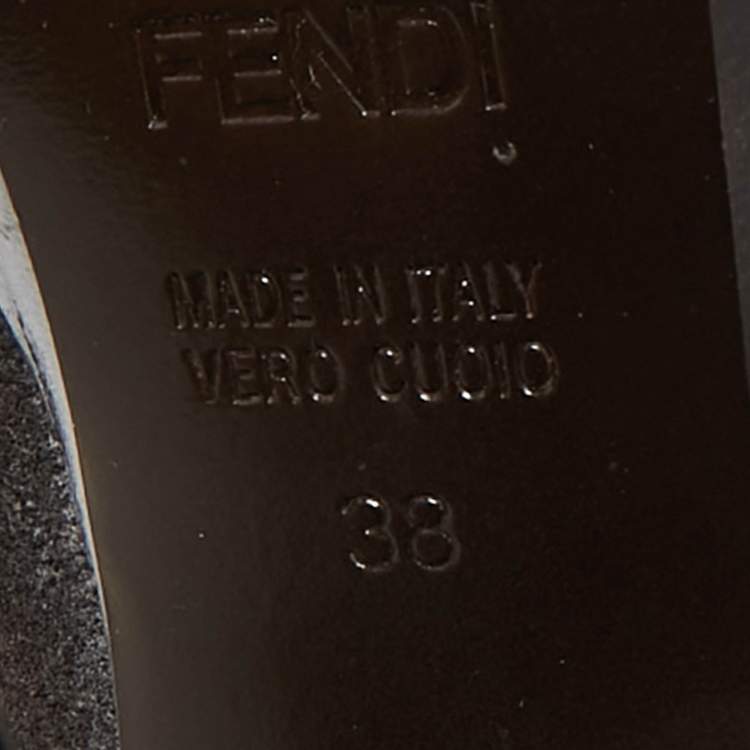 FENDI
MADE IN ITALY
VERO CUOIO
38